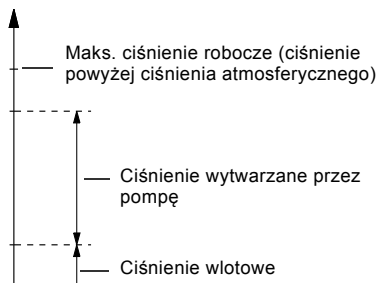 Maks. ciśnienie robocze (ciśnienie
powyżej ciśnienia atmosferycznego)
Ciśnienie wytwarzane przez
pompę
Ciśnienie wlotowe